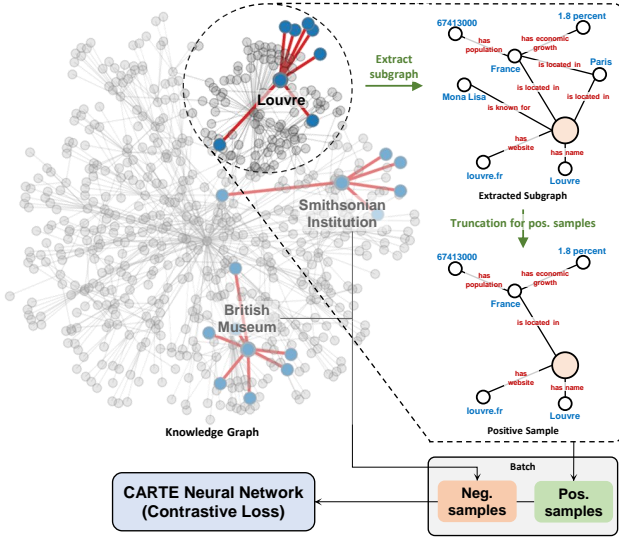 67413000
1.8 percent
has
population
has economic
growth
France
is located in
Paris
is located in
Mona Lisa
is known for
is located in
has
website
has name
louvre.fr
Louvre
Extracted Subgraph
Extract
subgraph
Louvre
Smithsonian
Institution
British
Museum
Knowledge Graph
Truncation for pos. samples
67413000
1.8 percent
has
population
has economic
growth
France
is located in
has
website
has name
louvre.fr
Louvre
Positive Sample
Batch
Neg.
samples
Pos.
samples
CARTE Neural Network
(Contrastive Loss)